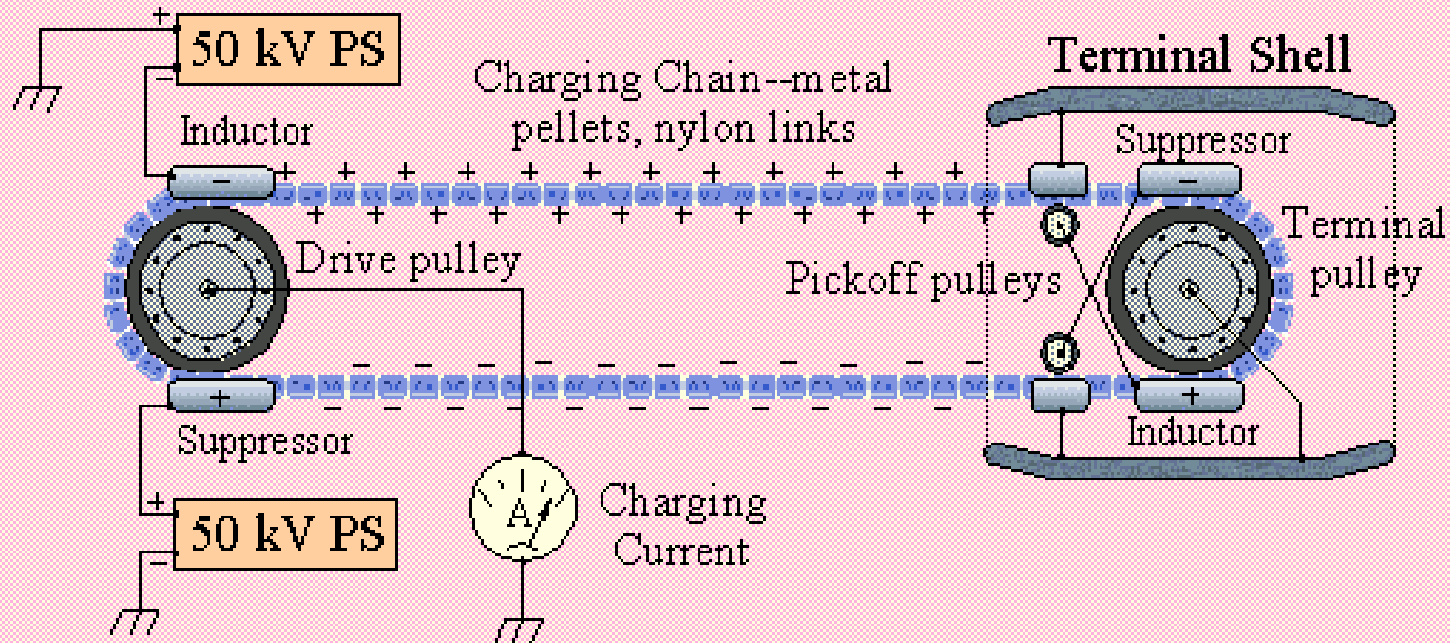 +
50 kV PS
−
Terminal Shell
Charging Chain--metal
pellets, nylon links
Inductor
Suppressor
−
+ + + + + + + + + + + +
−
+ + + + + + + + + + + +
Drive pulley
Pickoff pulleys
Terminal
pulley
− − − − − − − − − − −
+
− − − − − − − − − − −
+
Suppressor
Inductor
+
50 kV PS
−
A
Charging
Current